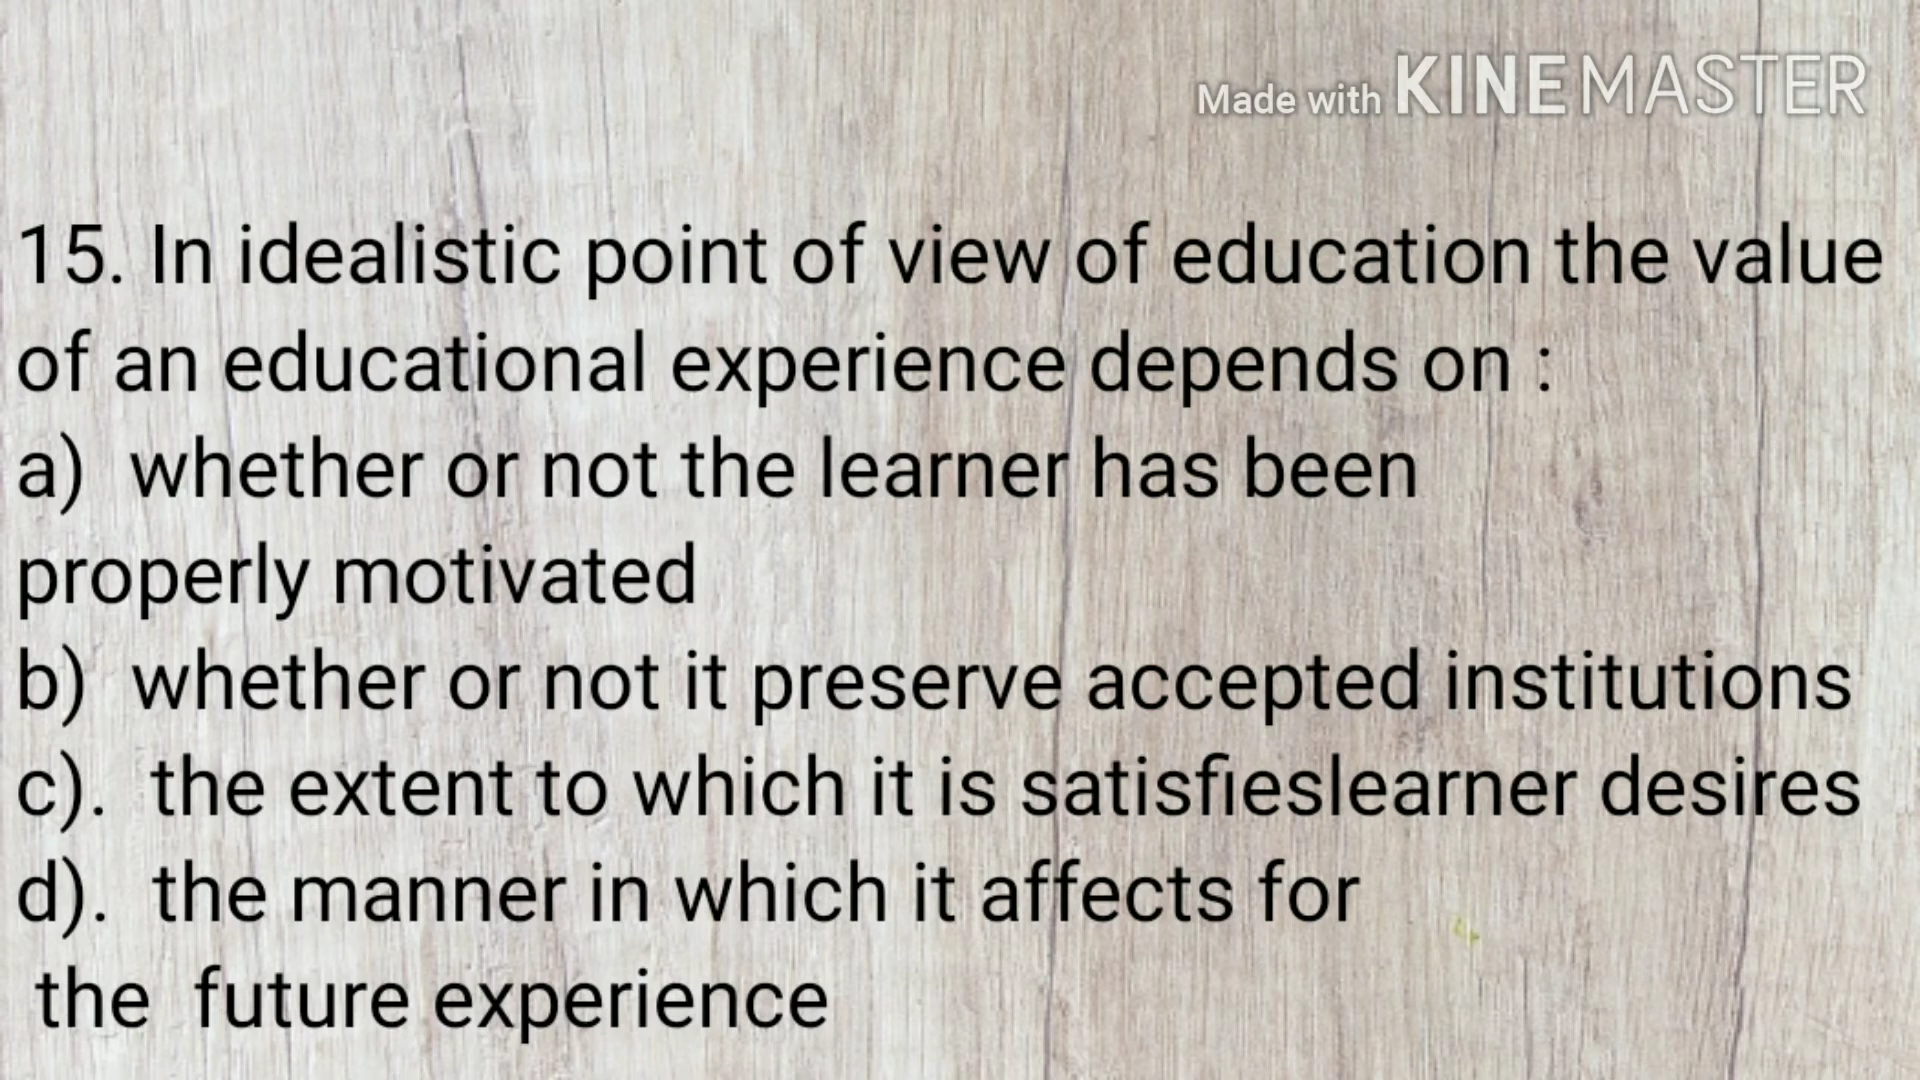 Made with KINEMASTER
15. In idealistic point of view of education the value
of an educational experience depends on :
a)  whether or not the learner has been
properly motivated
b)  whether or not it preserve accepted institutions
c).  the extent to which it is satisfieslearner desires
d).  the manner in which it affects for
the  future experience